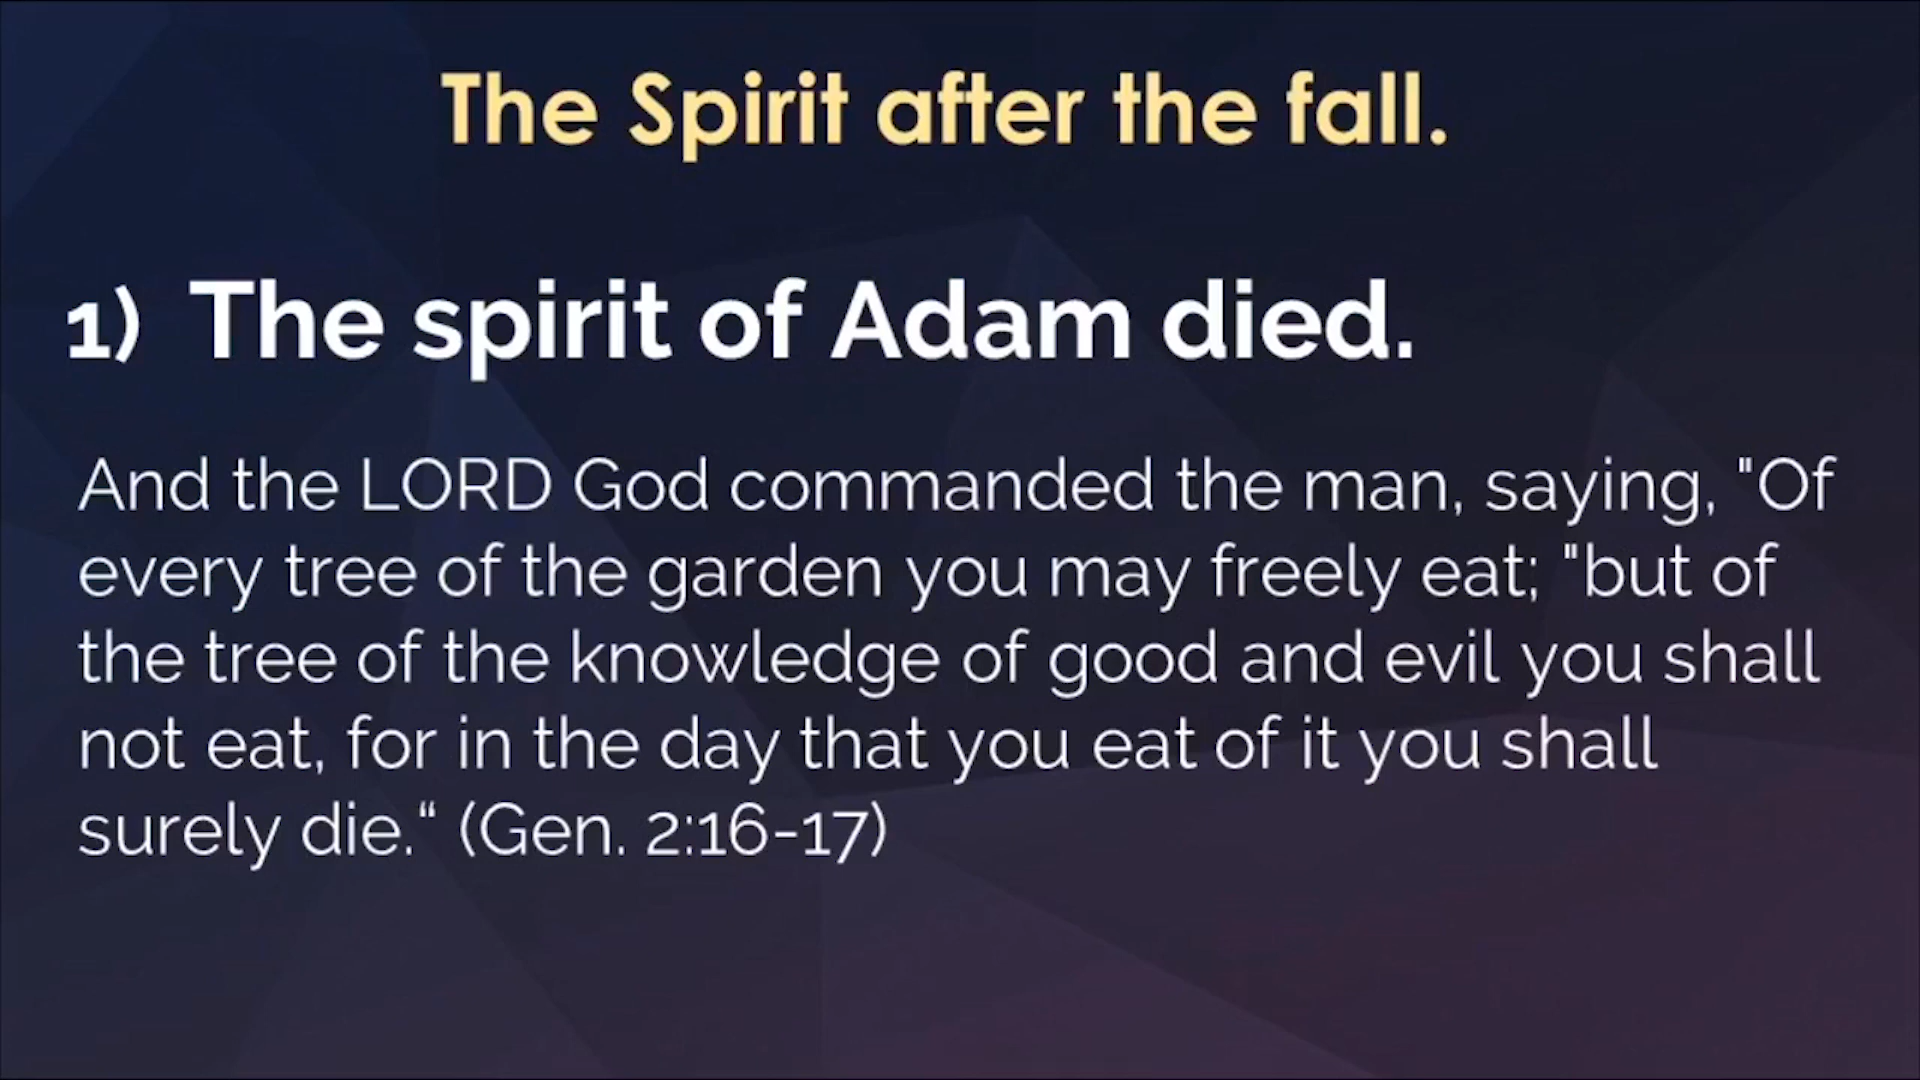 The Spirit after the fall.
1) The spirit of Adam died.
And the LORD God commanded the man, saying, "Of
every tree of the garden you may freely eat; "but of
the tree of the knowledge of good and evil you shall
not eat, for in the day that you eat of it you shall
surely die.“ (Gen. 2:16-17)